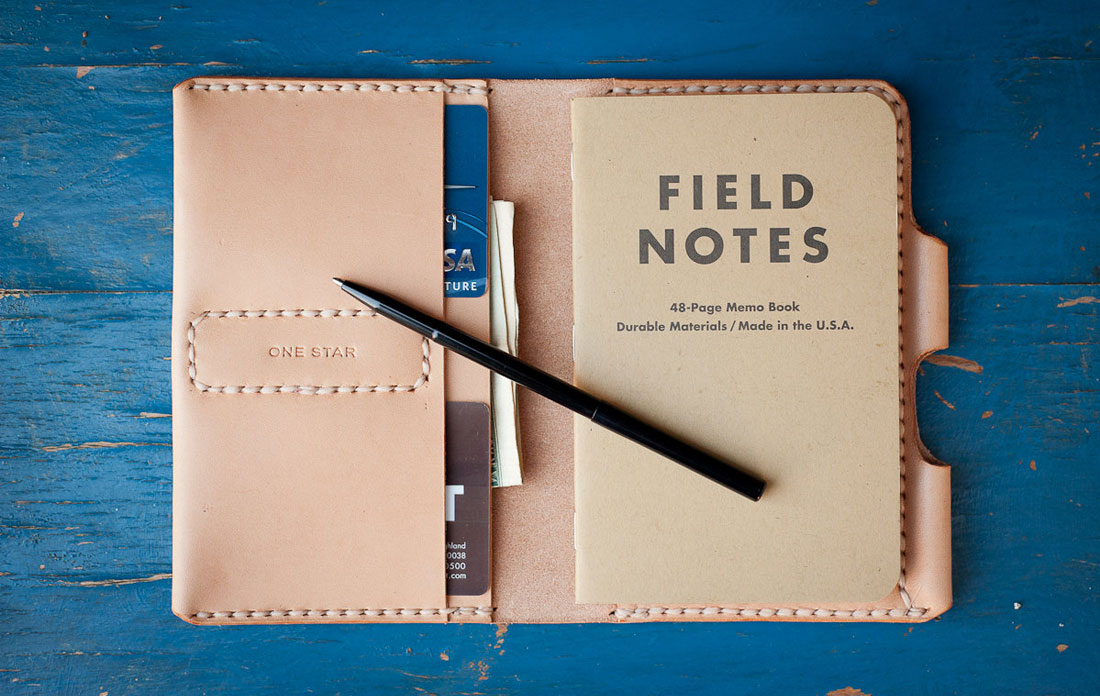 ONE STAR
SA
TURE
T
hland
0038
0500
.com
FIELD
NOTES
48-Page Memo Book
Durable Materials / Made in the U.S.A.